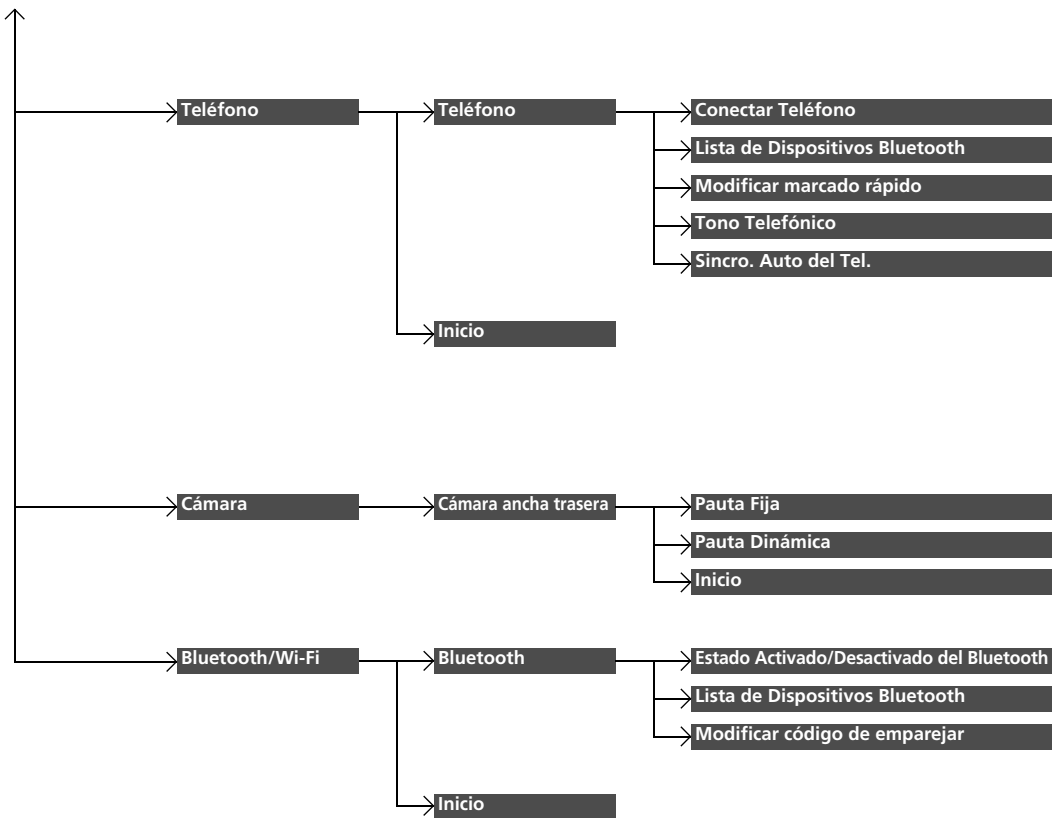 Teléfono
Teléfono
Conectar Teléfono
Lista de Dispositivos Bluetooth
Modificar marcado rápido
Tono Telefónico
Sincro. Auto del Tel.
Inicio
Cámara
Cámara ancha trasera
Pauta Fija
Pauta Dinámica
Inicio
Bluetooth/Wi-Fi
Bluetooth
Estado Activado/Desactivado del Bluetooth
Lista de Dispositivos Bluetooth
Modificar código de emparejar
Inicio